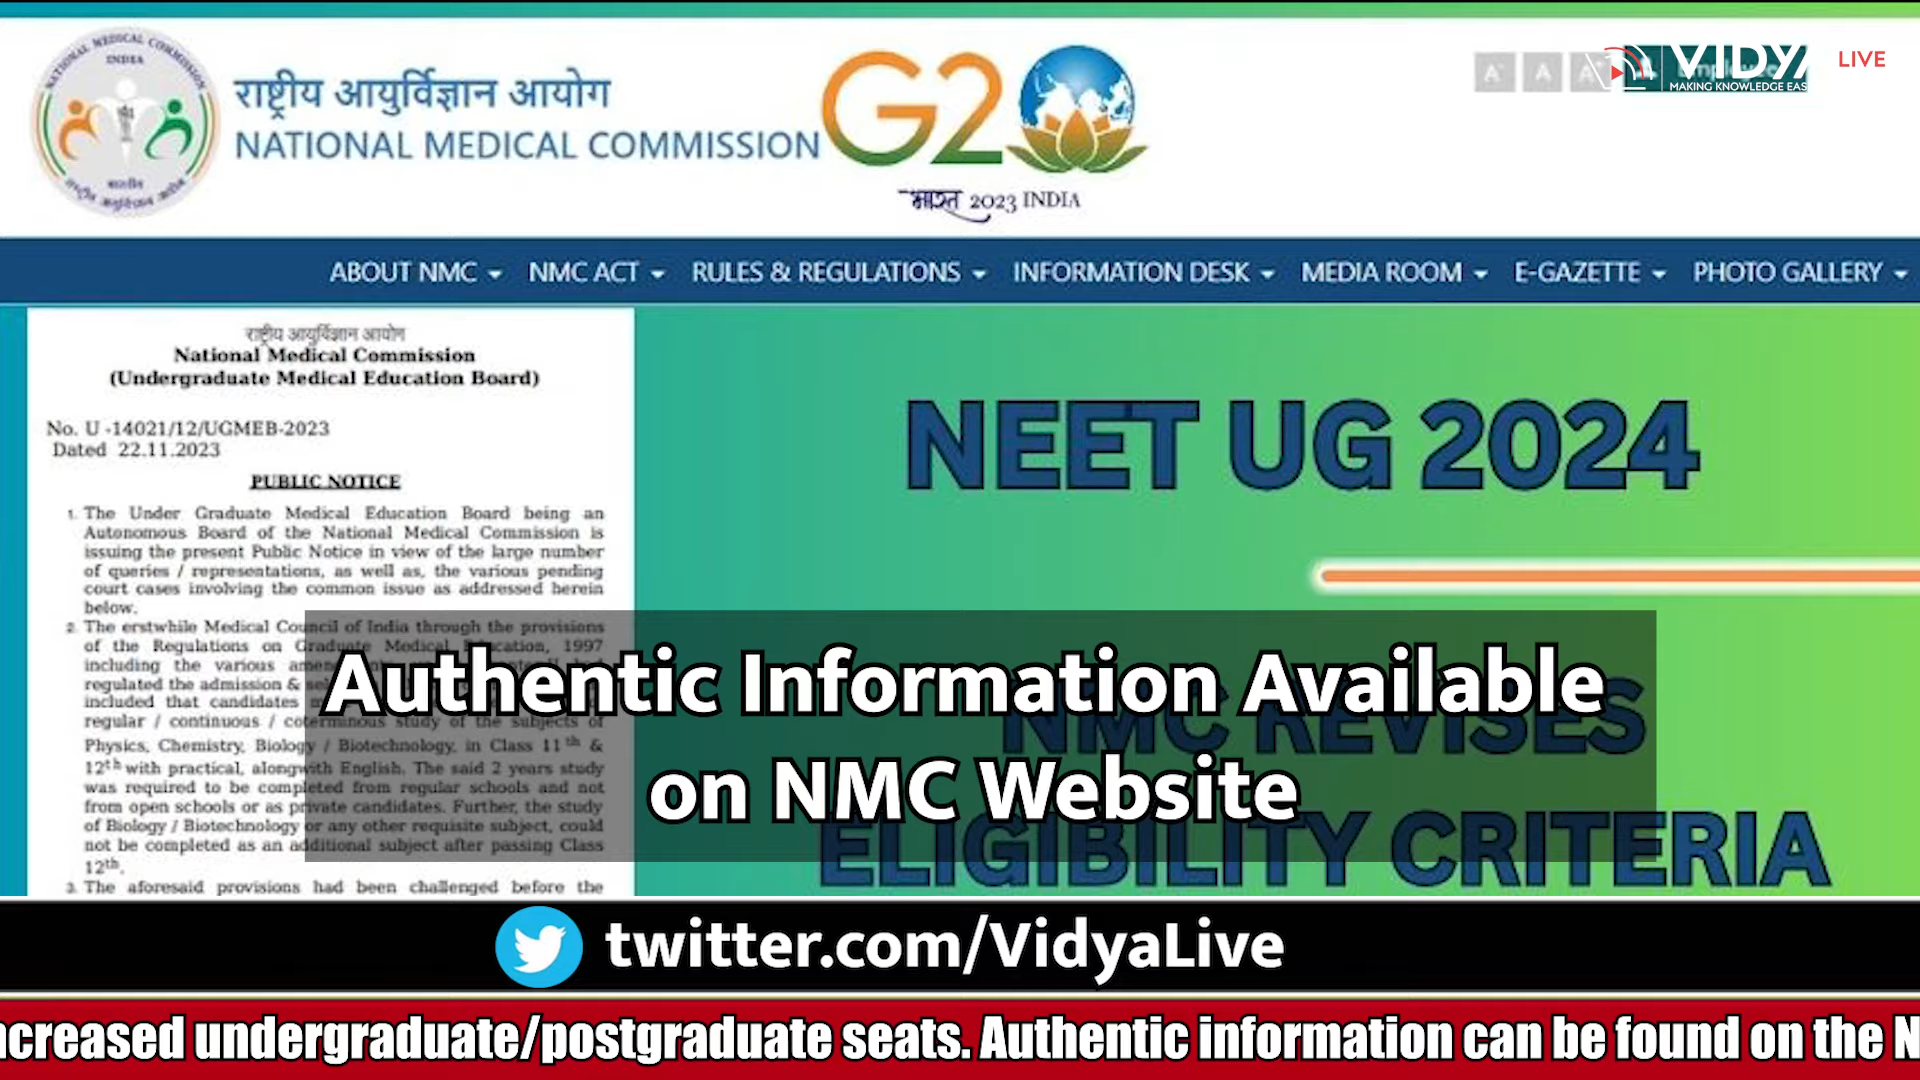 NATIONAL MEDICAL COMMISSION
INDIA
राष्ट्रीय आयुर्विज्ञान आयोग
NATIONAL MEDICAL COMMISSION
G20
भारत 2023 INDIA
A A A
VIDYA LIVE
MAKING KNOWLEDGE EAS
ABOUT NMC NMC ACT RULES & REGULATIONS INFORMATION DESK MEDIA ROOM E-GAZETTE PHOTO GALLERY
राष्ट्रीय आयुर्विज्ञान आयोग
National Medical Commission
(Undergraduate Medical Education Board)
No. U -14021/12/UGMEB-2023
Dated 22.11.2023
PUBLIC NOTICE
1. The Under Graduate Medical Education Board being an
Autonomous Board of the National Medical Commission is
issuing the present Public Notice in view of the large number
of queries / representations, as well as, the various pending
court cases involving the common issue as addressed herein
below.
2. The erstwhile Medical Council of India through the provisions
of the Regulations on Graduate Medical Education, 1997
including the various
regulated the admission &
included that candidates
regular / continuous / coterminous study of the subjects of
Physics, Chemistry, Biology / Biotechnology, in Class 11th &
12th with practical, alongwith English. The said 2 years study
was required to be completed from regular schools and not
from open schools or as private candidates. Further, the study
of Biology / Biotechnology or any other requisite subject, could
not be completed as an additional subject after passing Class
12th.
3. The aforesaid provisions had been challenged before the
NEET UG 2024
NMC REVISES
ELIGIBILITY CRITERIA
Authentic Information Available
on NMC Website
twitter.com/VidyaLive
ncreased undergraduate/postgraduate seats. Authentic information can be found on the N